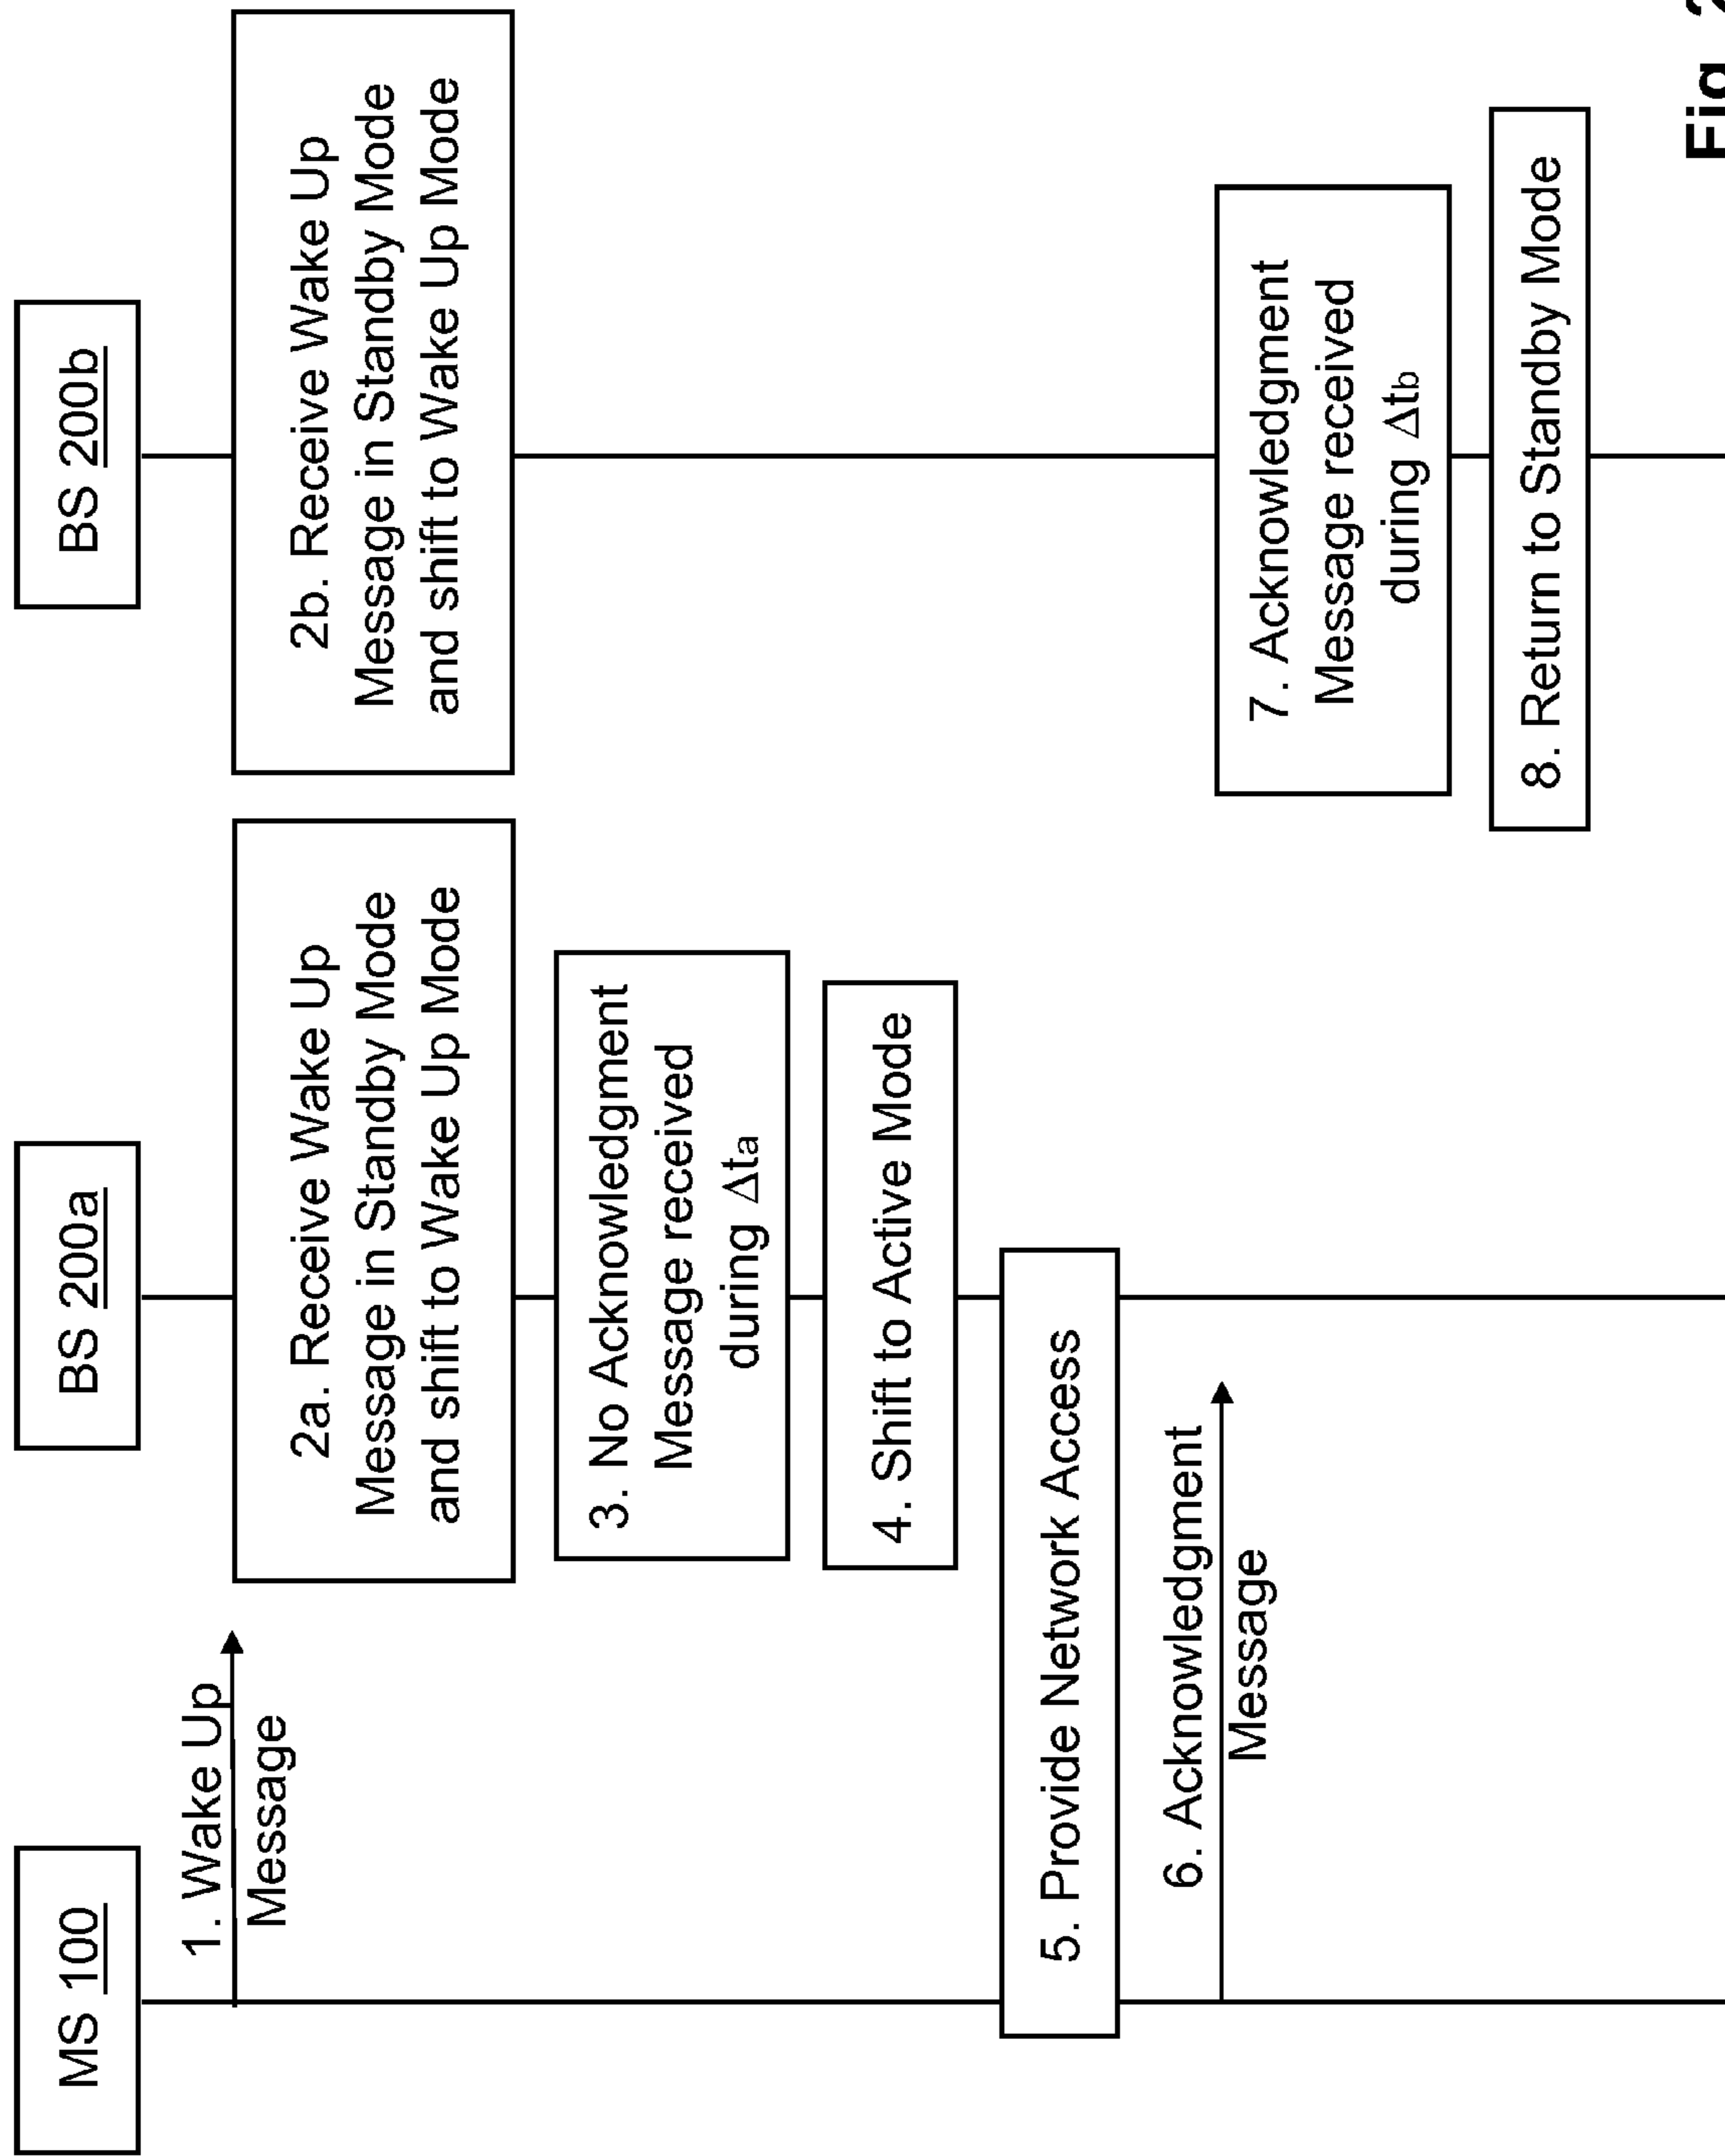 MS 100
BS 200a
BS 200b
1. Wake Up
Message
2a. Receive Wake Up
Message in Standby Mode
and shift to Wake Up Mode
2b. Receive Wake Up
Message in Standby Mode
and shift to Wake Up Mode
3. No Acknowledgment
Message received
during Δta
4. Shift to Active Mode
5. Provide Network Access
6. Acknowledgment
Message
7. Acknowledgment
Message received
during Δtb
8. Return to Standby Mode
Fig. 2